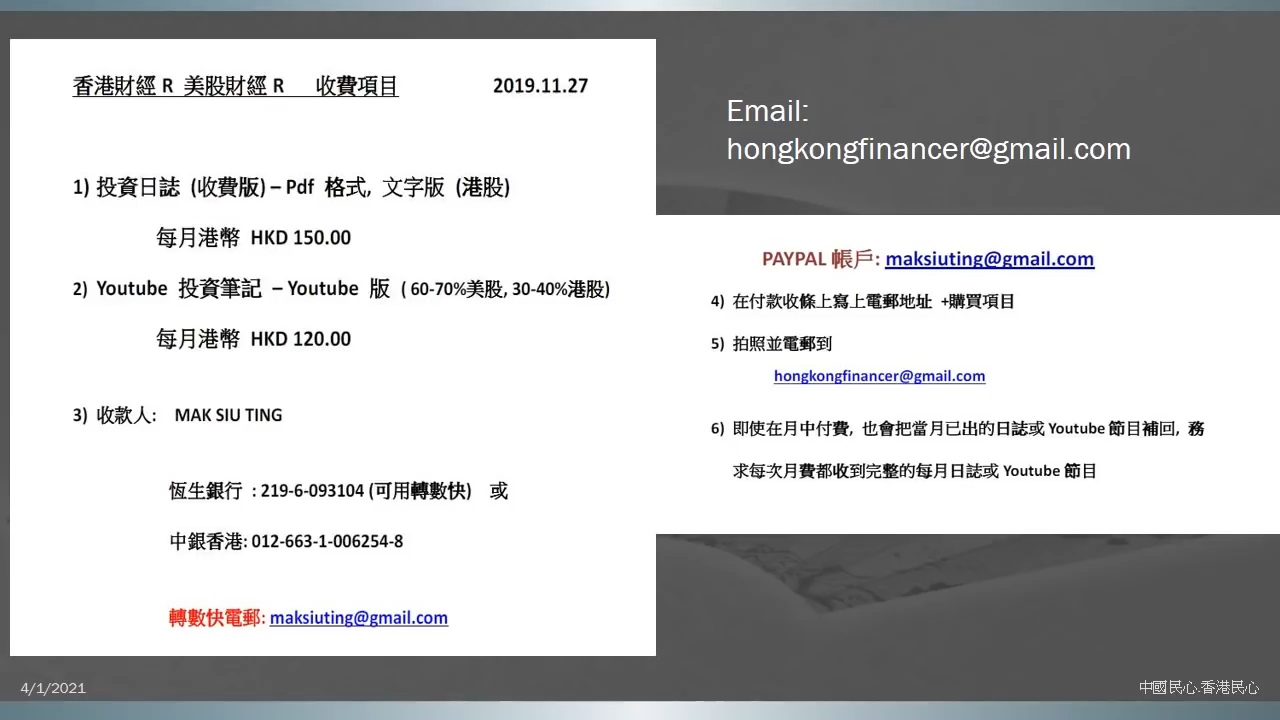 香港財經 R 美股財經 R 收費項目 2019.11.27
1) 投資日誌 (收費版) – Pdf 格式, 文字版 (港股)
每月港幣 HKD 150.00
2) Youtube 投資筆記 – Youtube 版 ( 60-70%美股, 30-40%港股)
每月港幣 HKD 120.00
3) 收款人: MAK SIU TING
恆生銀行 : 219-6-093104 (可用轉數快) 或
中銀香港: 012-663-1-006254-8
轉數快電郵: maksiuting@gmail.com
Email:
hongkongfinancer@gmail.com
PAYPAL 帳戶: maksiuting@gmail.com
4) 在付款收條上寫上電郵地址 +購買項目
5) 拍照並電郵到
hongkongfinancer@gmail.com
6) 即使在月中付費, 也會把當月已出的日誌或 Youtube 節目補回, 務
求每次月費都收到完整的每月日誌或 Youtube 節目
4/1/2021
中國民心.香港民心